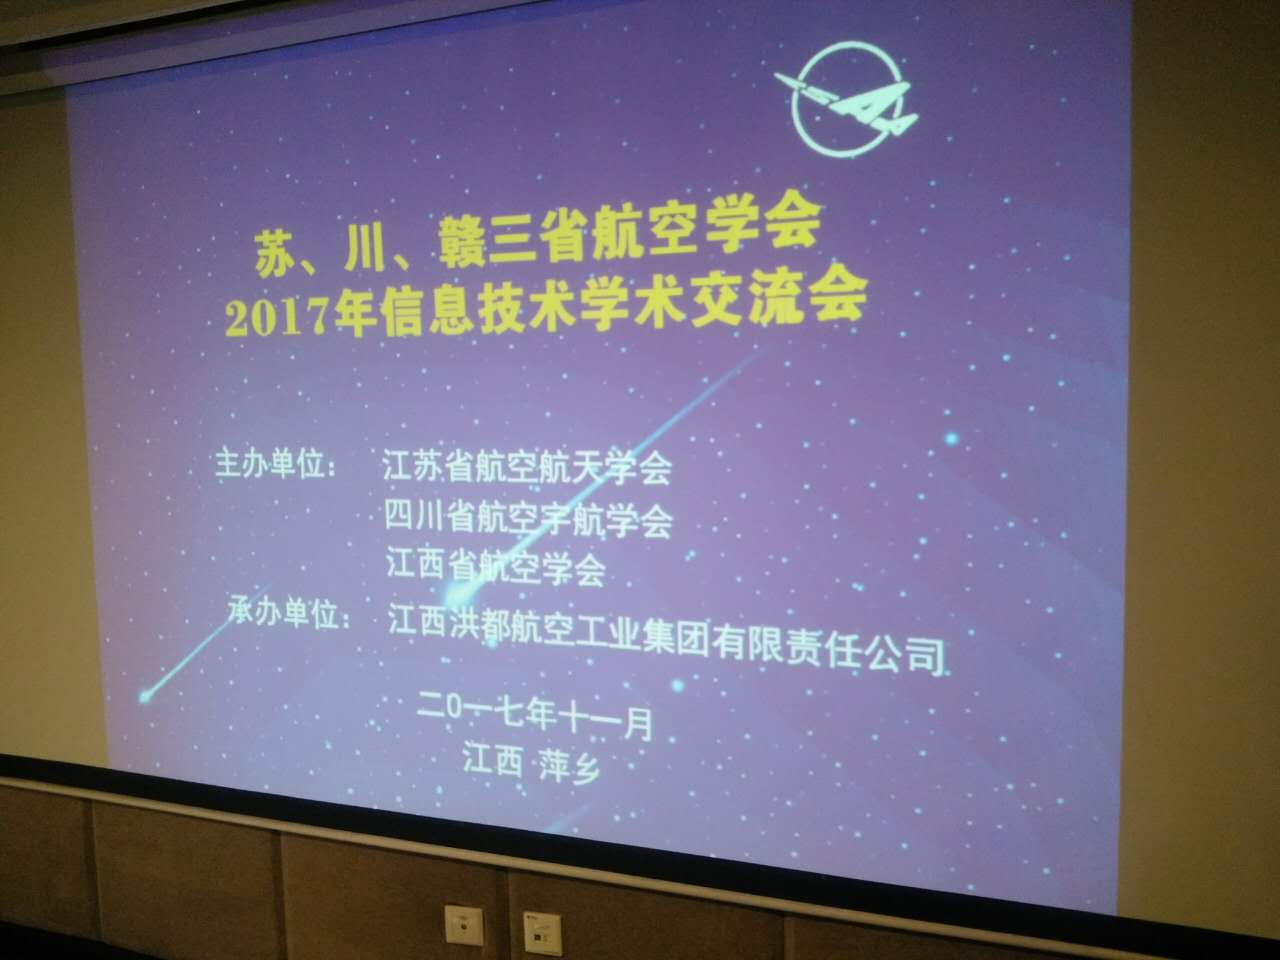 苏、川、赣三省航空学会
2017年信息技术学术交流会
主办单位： 江苏省航空航天学会
四川省航空宇航学会
江西省航空学会
承办单位： 江西洪都航空工业集团有限责任公司
二0一七年十一月
江西 萍乡